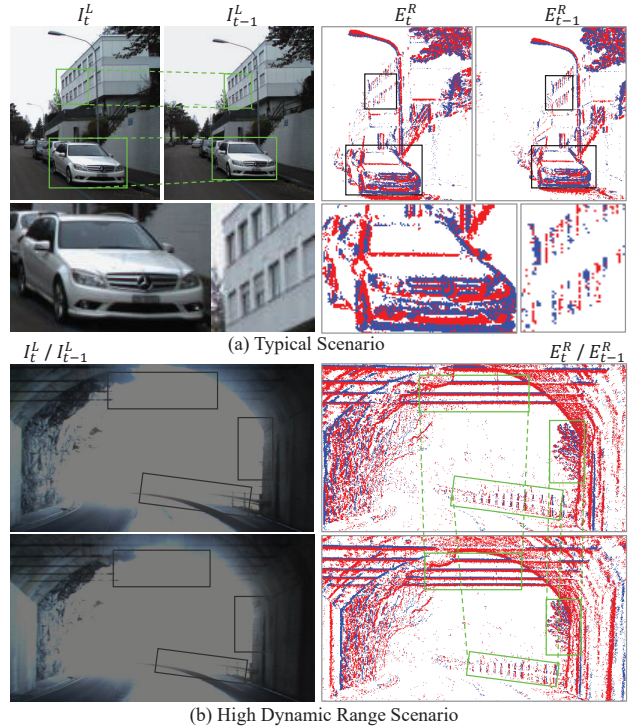 I_t^L I_{t-1}^L E_t^R E_{t-1}^R
(a) Typical Scenario
I_t^L / I_{t-1}^L E_t^R / E_{t-1}^R
(b) High Dynamic Range Scenario